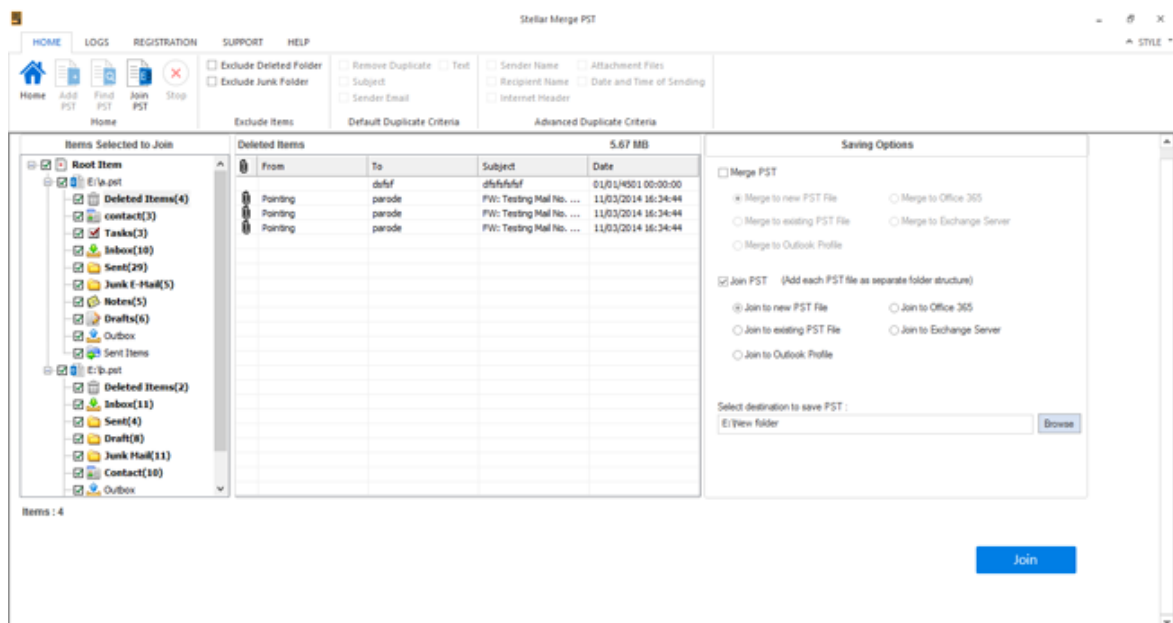 Stellar Merge PST
HOME LOGS REGISTRATION SUPPORT HELP STYLE
Exclude Deleted Folder Remove Duplicate Text Sender Name Attachment Files
Exclude Junk Folder Subject Recipient Name Date and Time of Sending
Sender Email Internet Header
Home Add PST Find PST Join PST Stop
Home Exclude Items Default Duplicate Criteria Advanced Duplicate Criteria
Items Selected to Join
Root Item
E:\a.pst
Deleted Items(4)
contact(3)
Tasks(3)
Inbox(10)
Sent(29)
Junk E-Mail(5)
Notes(5)
Drafts(6)
Outbox
Sent Items
E:\b.pst
Deleted Items(2)
Inbox(11)
Sent(4)
Draft(8)
Junk Mail(11)
Contact(10)
Outbox
Deleted Items 5.67 MB
From To Subject Date
01/01/4501 00:00:00
Pointing parode FW: Testing Mail No. ... 11/03/2014 16:34:44
Pointing parode FW: Testing Mail No. ... 11/03/2014 16:34:44
Pointing parode FW: Testing Mail No. ... 11/03/2014 16:34:44
Saving Options
Merge PST
Merge to new PST File Merge to Office 365
Merge to existing PST File Merge to Exchange Server
Merge to Outlook Profile
Join PST (Add each PST file as separate folder structure)
Join to new PST File Join to Office 365
Join to existing PST File Join to Exchange Server
Join to Outlook Profile
Select destination to save PST :
E:\New folder Browse
Items : 4
Join